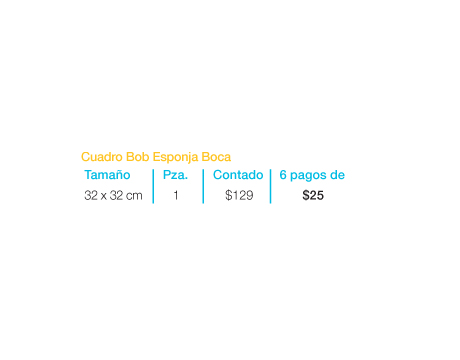 Cuadro Bob Esponja Boca
Tamaño Pza. Contado 6 pagos de
32 x 32 cm 1 $129 $25